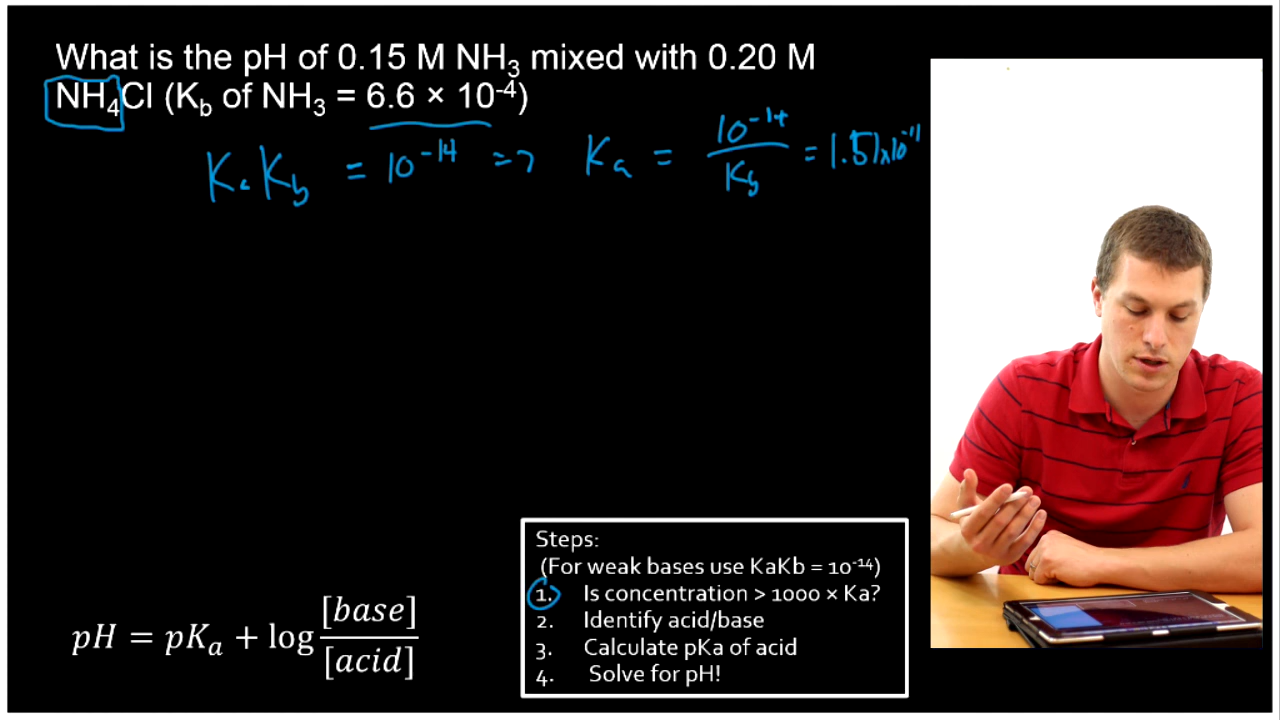 What is the pH of 0.15 M NH₃ mixed with 0.20 M
NH₄Cl (K_b of NH₃ = 6.6 × 10⁻⁴)
KₐK_b = 10⁻¹⁴ => Kₐ = 10⁻¹⁴ / K_b = 1.51x10⁻¹¹
Steps:
(For weak bases use KaKb = 10⁻¹⁴)
1. Is concentration > 1000 × Ka?
2. Identify acid/base
3. Calculate pKa of acid
4. Solve for pH!
pH = pKₐ + log [base] / [acid]